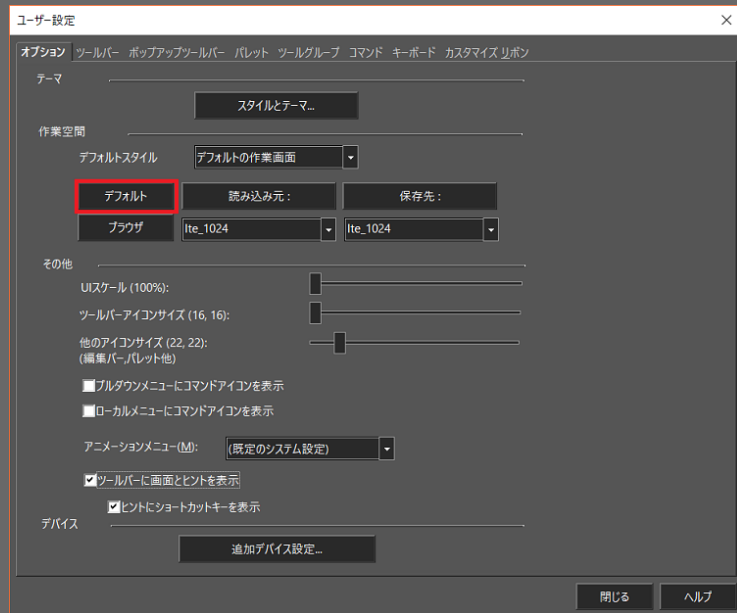 ユーザー設定
オプション ツールバー ポップアップツールバー パレット ツールグループ コマンド キーボード カスタマイズ リボン
テーマ
スタイルとテーマ...
作業空間
デフォルトスタイル デフォルトの作業画面
デフォルト 読み込み元 : 保存先 :
ブラウザ lte_1024 lte_1024
その他
UIスケール (100%):
ツールバーアイコンサイズ (16, 16):
他のアイコンサイズ (22, 22):
(編集バー,パレット他)
プルダウンメニューにコマンドアイコンを表示
ローカルメニューにコマンドアイコンを表示
アニメーションメニュー(M): (既定のシステム設定)
ツールバーに画面とヒントを表示
ヒントにショートカットキーを表示
デバイス
追加デバイス設定...
閉じる ヘルプ